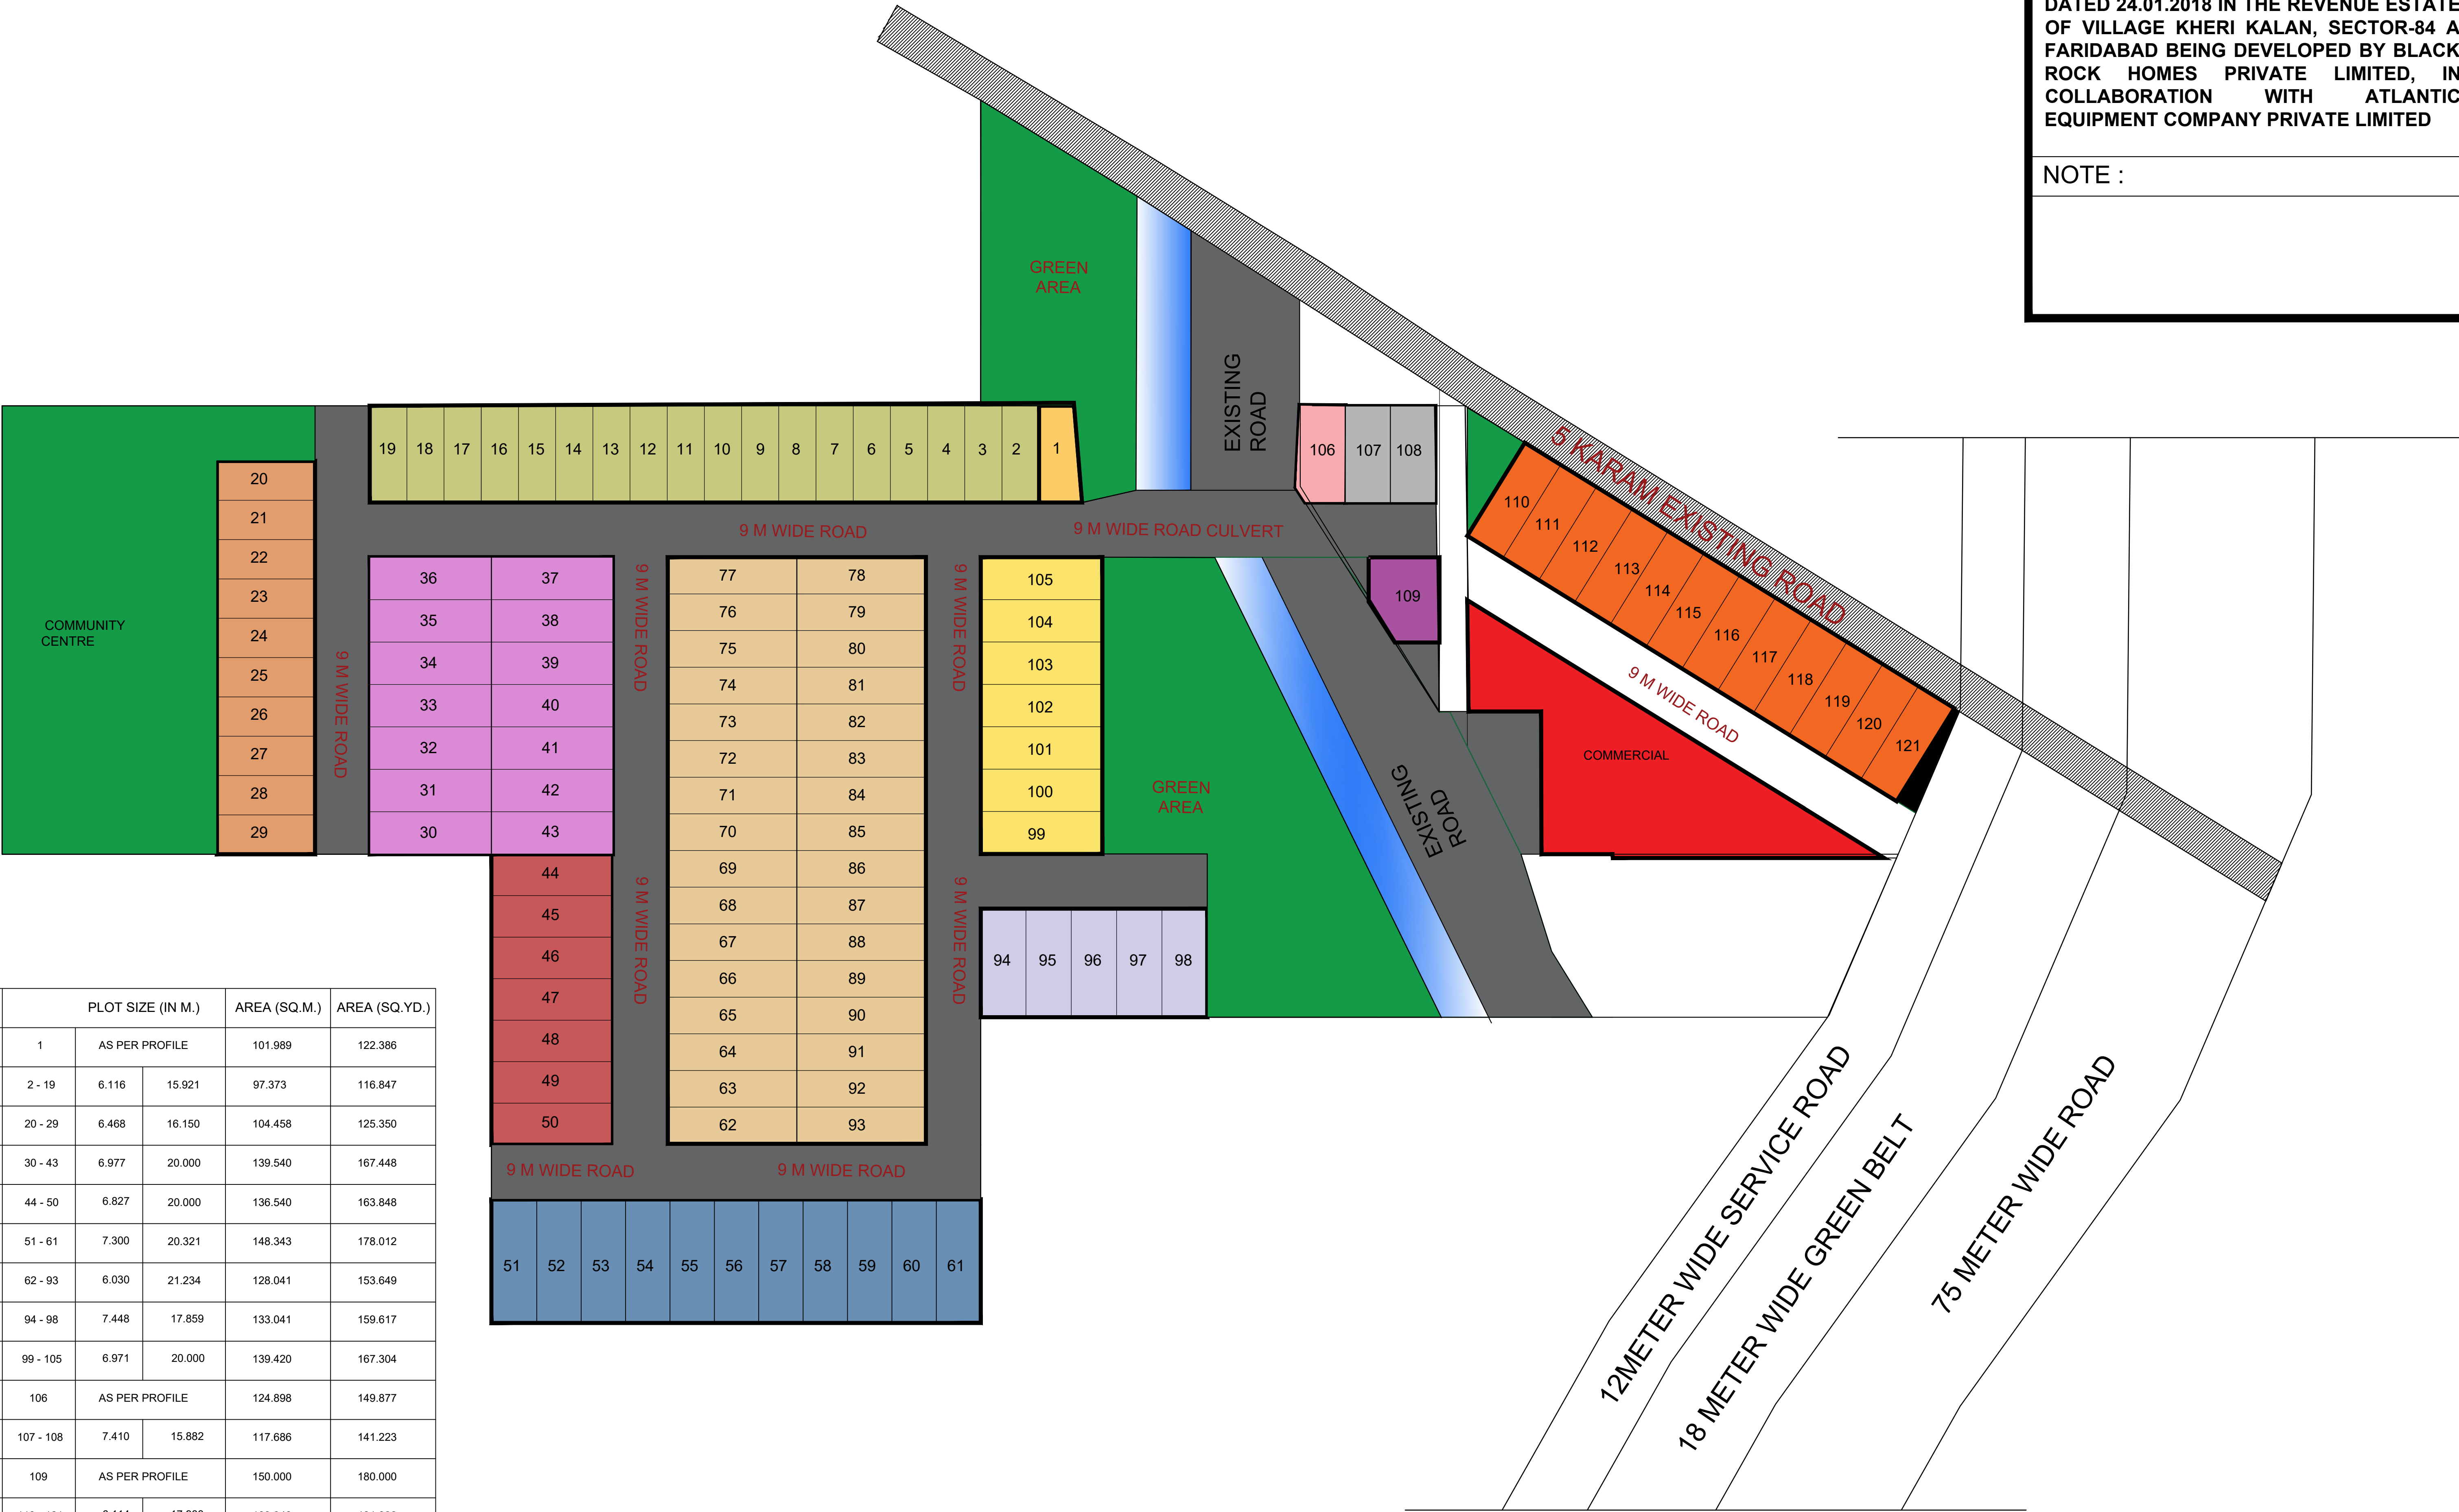 DATED 24.01.2018 IN THE REVENUE ESTATE
OF VILLAGE KHERI KALAN, SECTOR-84 A
FARIDABAD BEING DEVELOPED BY BLACK
ROCK HOMES PRIVATE LIMITED, IN
COLLABORATION WITH ATLANTIC
EQUIPMENT COMPANY PRIVATE LIMITED
NOTE :
GREEN
AREA
EXISTING
ROAD
5 KARAM EXISTING ROAD
19 18 17 16 15 14 13 12 11 10 9 8 7 6 5 4 3 2 1
106 107 108
9 M WIDE ROAD
9 M WIDE ROAD CULVERT
20
21
22
23
24
25
26
27
28
29
COMMUNITY
CENTRE
9 M WIDE ROAD
36 37
35 38
34 39
33 40
32 41
31 42
30 43
44
45
46
47
48
49
50
9 M WIDE ROAD
9 M WIDE ROAD
77 78
76 79
75 80
74 81
73 82
72 83
71 84
70 85
69 86
68 87
67 88
66 89
65 90
64 91
63 92
62 93
9 M WIDE ROAD
9 M WIDE ROAD
105
104
103
102
101
100
99
94 95 96 97 98
GREEN
AREA
EXISTING
ROAD
109
110
111
112
113
114
115
116
117
118
119
120
121
9 M WIDE ROAD
COMMERCIAL
9 M WIDE ROAD
9 M WIDE ROAD
51 52 53 54 55 56 57 58 59 60 61
12METER WIDE SERVICE ROAD
18 METER WIDE GREEN BELT
75 METER WIDE ROAD
PLOT SIZE (IN M.) AREA (SQ.M.) AREA (SQ.YD.)
1 AS PER PROFILE 101.989 122.386
2 - 19 6.116 15.921 97.373 116.847
20 - 29 6.468 16.150 104.458 125.350
30 - 43 6.977 20.000 139.540 167.448
44 - 50 6.827 20.000 136.540 163.848
51 - 61 7.300 20.321 148.343 178.012
62 - 93 6.030 21.234 128.041 153.649
94 - 98 7.448 17.859 133.041 159.617
99 - 105 6.971 20.000 139.420 167.304
106 AS PER PROFILE 124.898 149.877
107 - 108 7.410 15.882 117.686 141.223
109 AS PER PROFILE 150.000 180.000